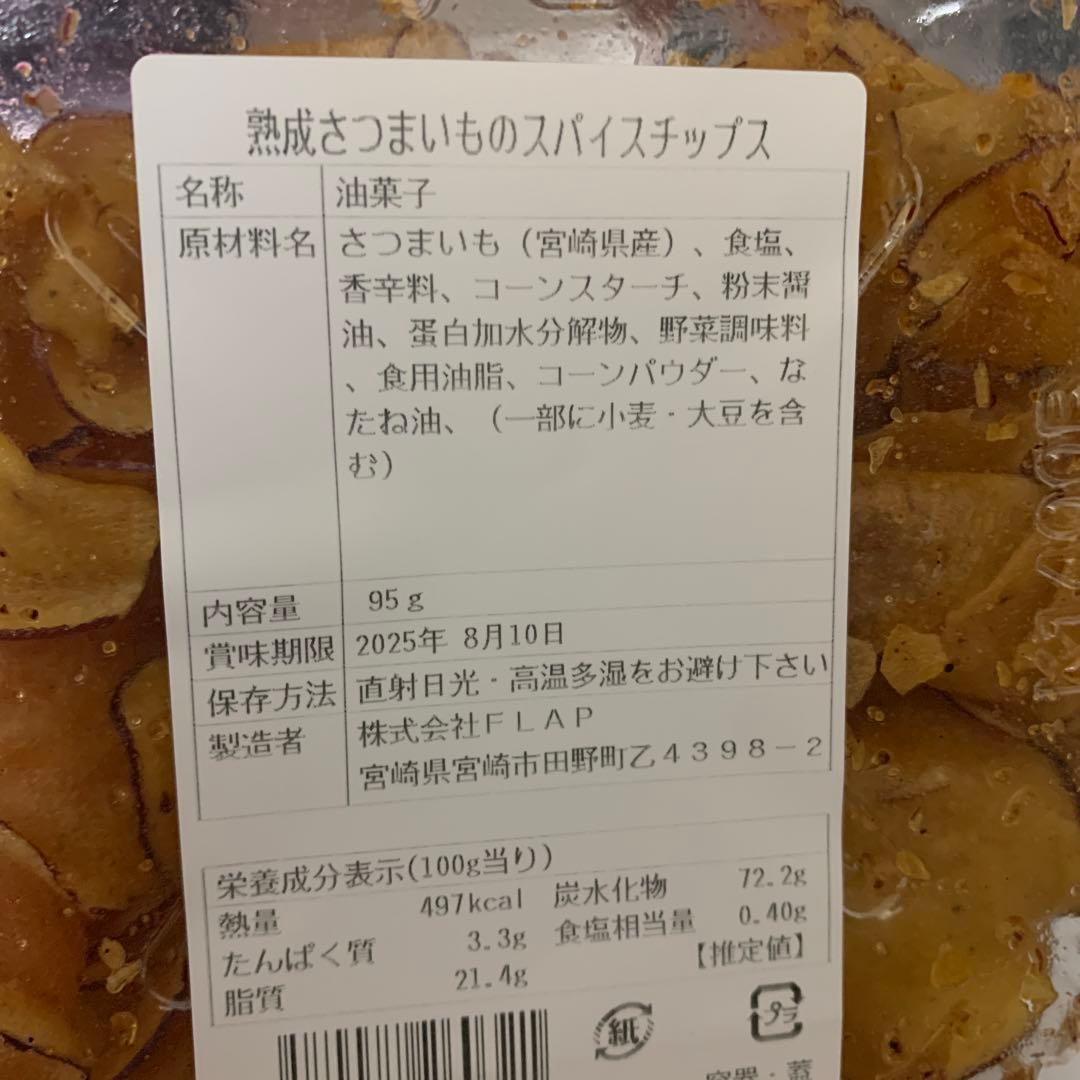 熟成さつまいものスパイスチップス
名称 油菓子
原材料名 さつまいも（宮崎県産）、食塩、
香辛料、コーンスターチ、粉末醤
油、蛋白加水分解物、野菜調味料
、食用油脂、コーンパウダー、な
たね油、（一部に小麦・大豆を含
む）
内容量 95ｇ
賞味期限 2025年 8月10日
保存方法 直射日光・高温多湿をお避け下さい
製造者 株式会社ＦＬＡＰ
宮崎県宮崎市田野町乙４３９８－２
栄養成分表示(100g当り)
熱量 497kcal 炭水化物 72.2g
たんぱく質 3.3g 食塩相当量 0.40g
脂質 21.4g 【推定値】
紙 プラ
容器・蓋